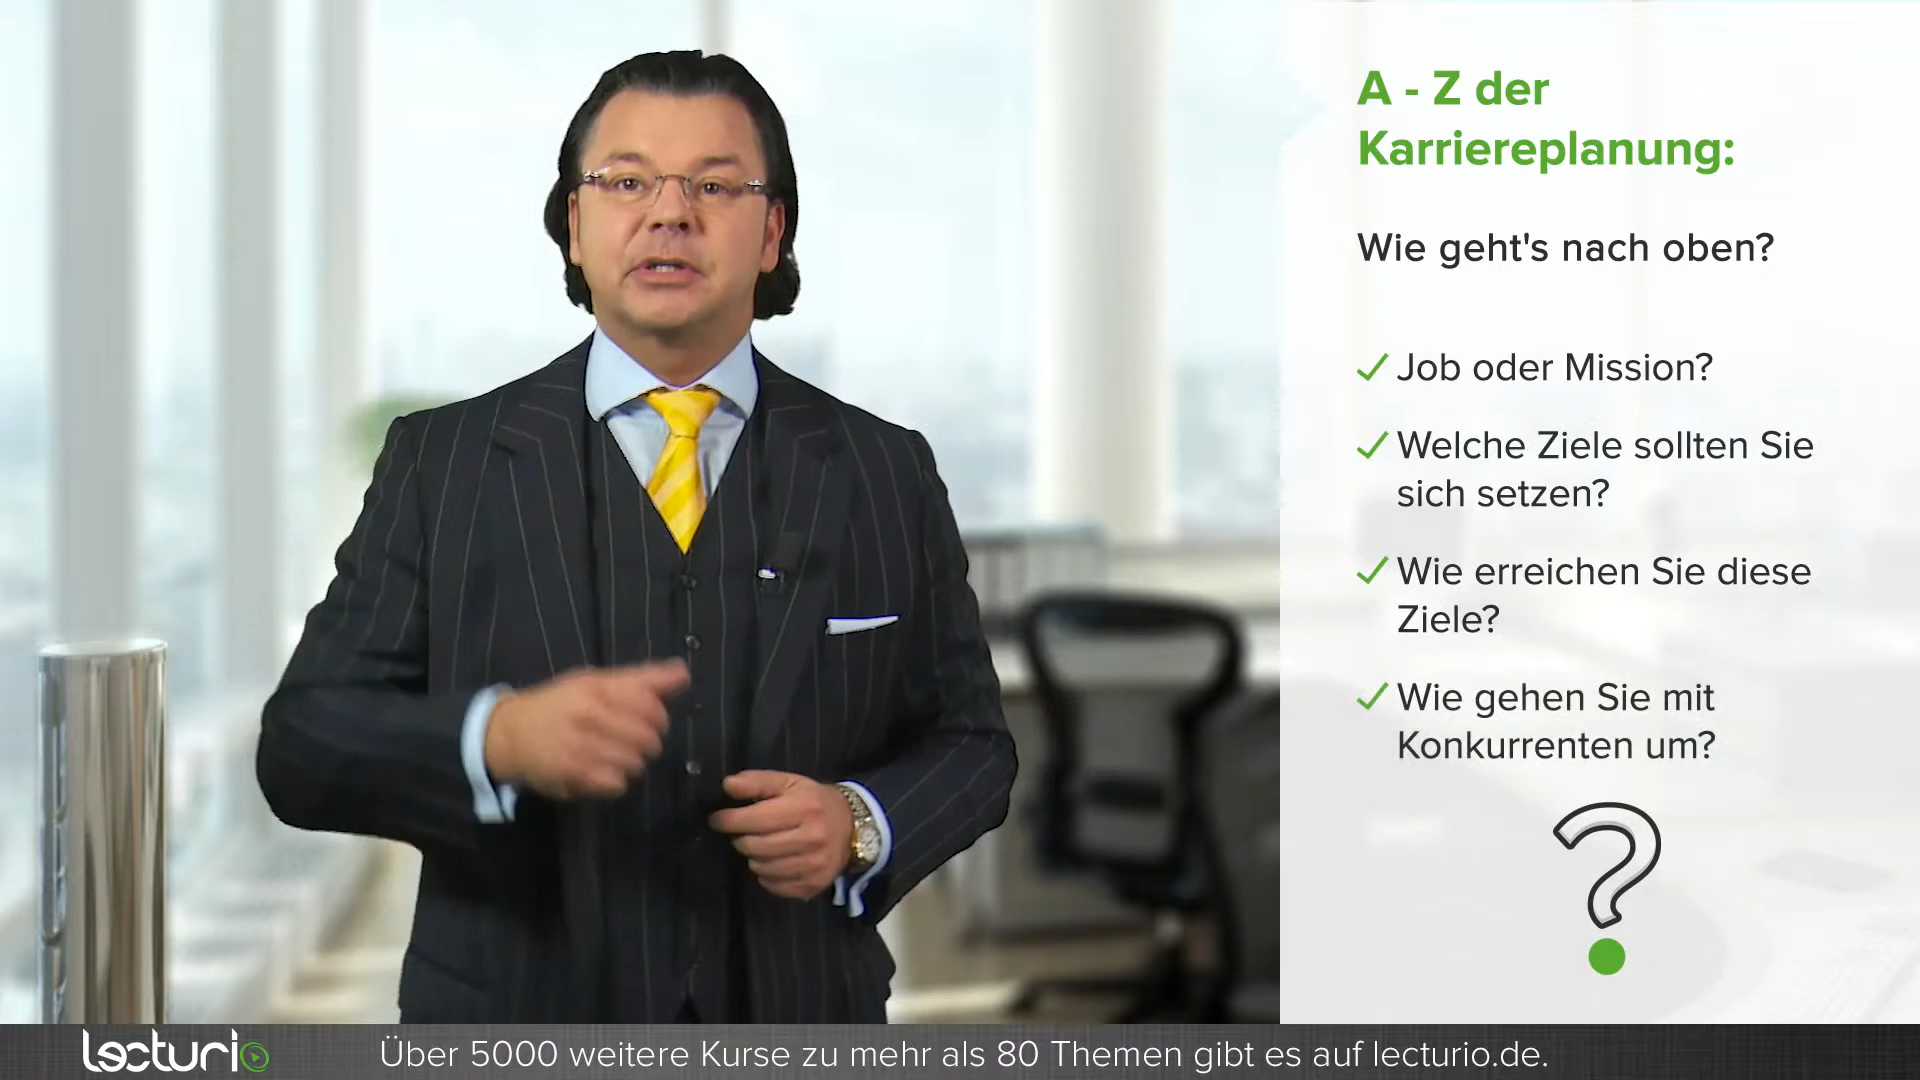 A - Z der
Karriereplanung:
Wie geht's nach oben?
Job oder Mission?
Welche Ziele sollten Sie
sich setzen?
Wie erreichen Sie diese
Ziele?
Wie gehen Sie mit
Konkurrenten um?
?
lecturio
Über 5000 weitere Kurse zu mehr als 80 Themen gibt es auf lecturio.de.